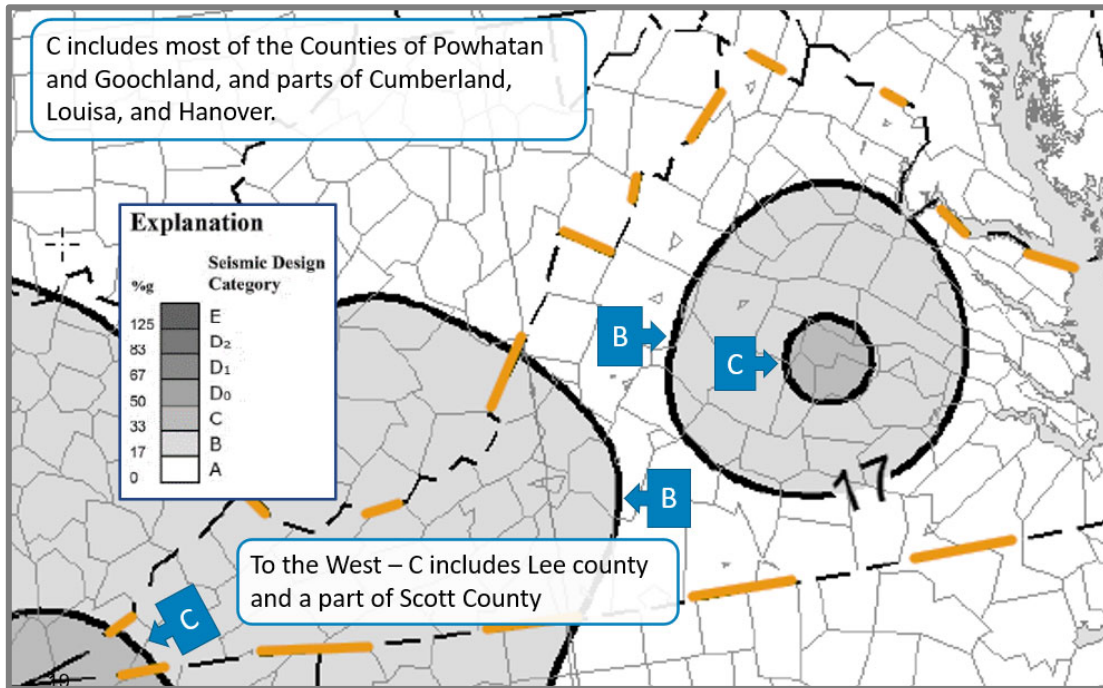 C includes most of the Counties of Powhatan
and Goochland, and parts of Cumberland,
Louisa, and Hanover.
Explanation
Seismic Design
%g Category
E
125
D₂
83
D₁
67
D₀
50
C
33
B
17
A
0
B
C
B
17
To the West – C includes Lee county
and a part of Scott County
C